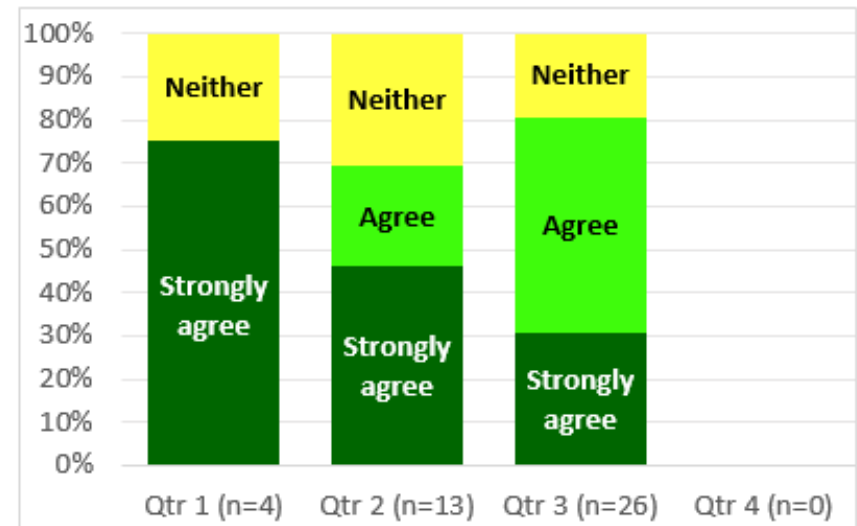 100%
90%
80%
70%
60%
50%
40%
30%
20%
10%
0%
Neither
Strongly
agree
Neither
Agree
Strongly
agree
Neither
Agree
Strongly
agree
Qtr 1 (n=4)
Qtr 2 (n=13)
Qtr 3 (n=26)
Qtr 4 (n=0)